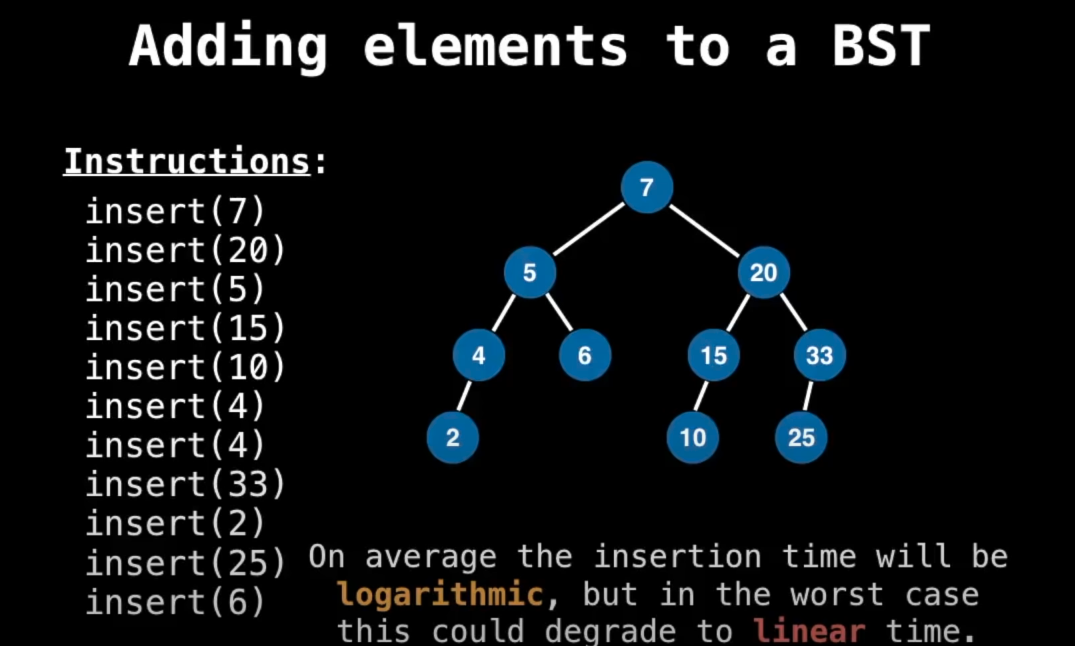 Adding elements to a BST
Instructions:
insert(7)
insert(20)
insert(5)
insert(15)
insert(10)
insert(4)
insert(4)
insert(33)
insert(2)
insert(25)
insert(6)
7
5
20
4
6
15
33
2
10
25
On average the insertion time will be
logarithmic, but in the worst case
this could degrade to linear time.